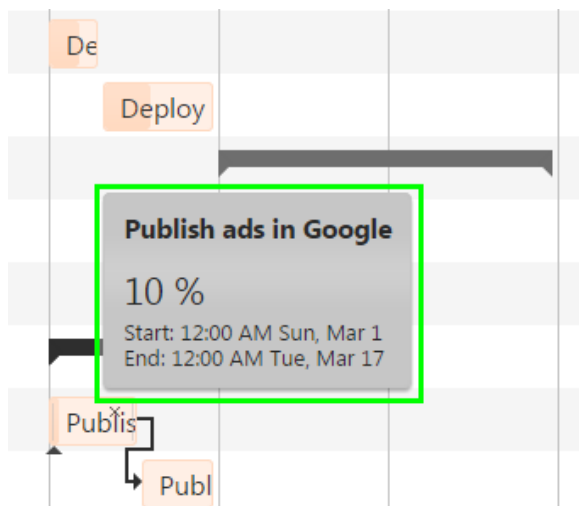 De
Deploy
Publish ads in Google
10 %
Start: 12:00 AM Sun, Mar 1
End: 12:00 AM Tue, Mar 17
Publis
Publ